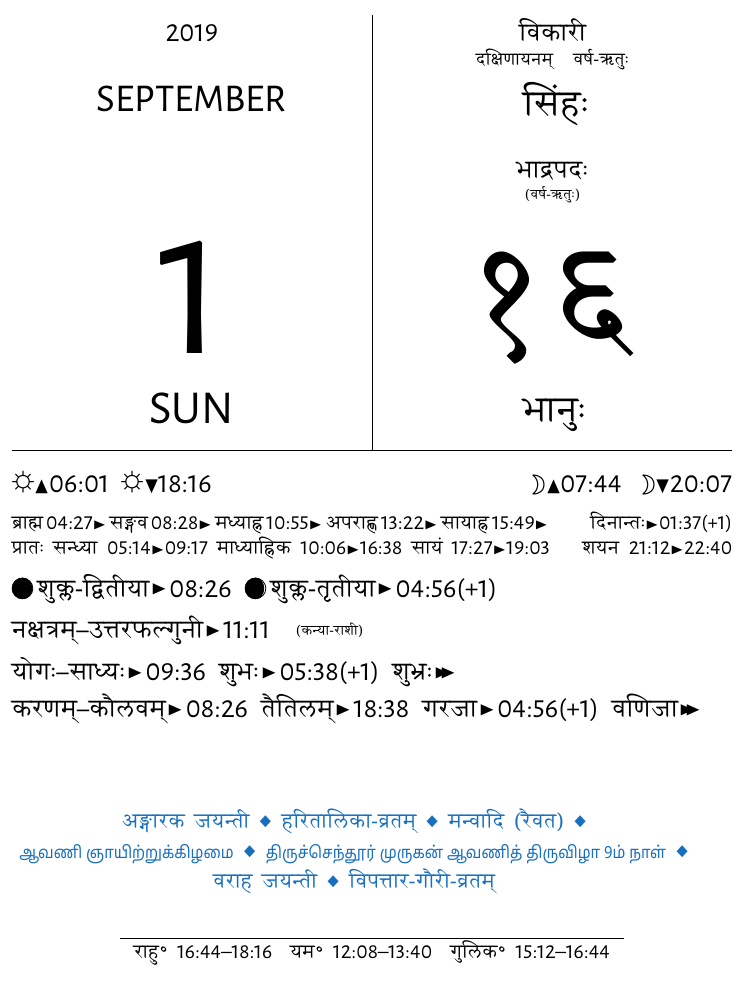 2019
SEPTEMBER
1
SUN
विकारी
दक्षिणायनम् वर्ष-ऋतुः
सिंहः
भाद्रपदः
(वर्ष-ऋतुः)
१६
भानुः
☼▲06:01 ☼▼18:16 ☽▲07:44 ☽▼20:07
ब्राह्म 04:27► सङ्गव 08:28► मध्याह्न 10:55► अपराह्ण 13:22► सायाह्न 15:49► दिनान्तः►01:37(+1)
प्रातः सन्ध्या 05:14►09:17 माध्याह्निक 10:06►16:38 सायं 17:27►19:03 शयन 21:12►22:40
शुक्ल-द्वितीया►08:26 शुक्ल-तृतीया►04:56(+1)
नक्षत्रम्–उत्तरफल्गुनी►11:11 (कन्या-राशी)
योगः–साध्यः►09:36 शुभः►05:38(+1) शुभ्रः►►
करणम्–कौलवम्►08:26 तैतिलम्►18:38 गरजा►04:56(+1) वणिजा►►
अङ्गारक जयन्ती ◆ हरितालिका-व्रतम् ◆ मन्वादि (रैवत) ◆
ஆவணி ஞாயிற்றுக்கிழமை ◆ திருச்செந்தூர் முருகன் ஆவணித் திருவிழா 9ம் நாள் ◆
वराह जयन्ती ◆ विपत्तार-गौरी-व्रतम्
राहु° 16:44–18:16 यम° 12:08–13:40 गुलिक° 15:12–16:44